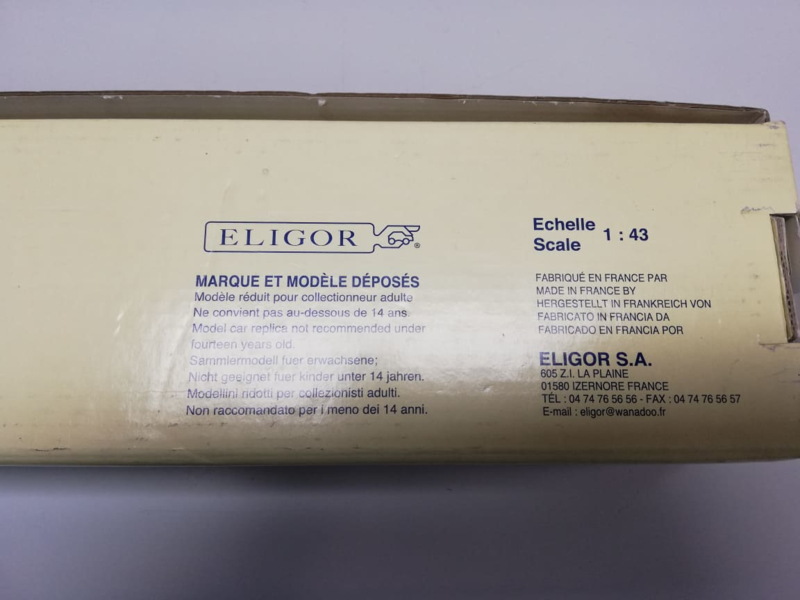 ELIGOR ®
MARQUE ET MODÈLE DÉPOSÉS
Modèle réduit pour collectionneur adulte
Ne convient pas au-dessous de 14 ans.
Model car replica not recommended under
fourteen years old.
Sammlermodell fuer erwachsene;
Nicht geeignet fuer kinder unter 14 jahren.
Modellini ridotti per collezionisti adulti.
Non raccomandato per i meno dei 14 anni.
Echelle
Scale 1 : 43
FABRIQUÉ EN FRANCE PAR
MADE IN FRANCE BY
HERGESTELLT IN FRANKREICH VON
FABRICATO IN FRANCIA DA
FABRICADO EN FRANCIA POR
ELIGOR S.A.
605 Z.I. LA PLAINE
01580 IZERNORE FRANCE
TÉL : 04 74 76 56 56 - FAX : 04 74 76 56 57
E-mail : eligor@wanadoo.fr